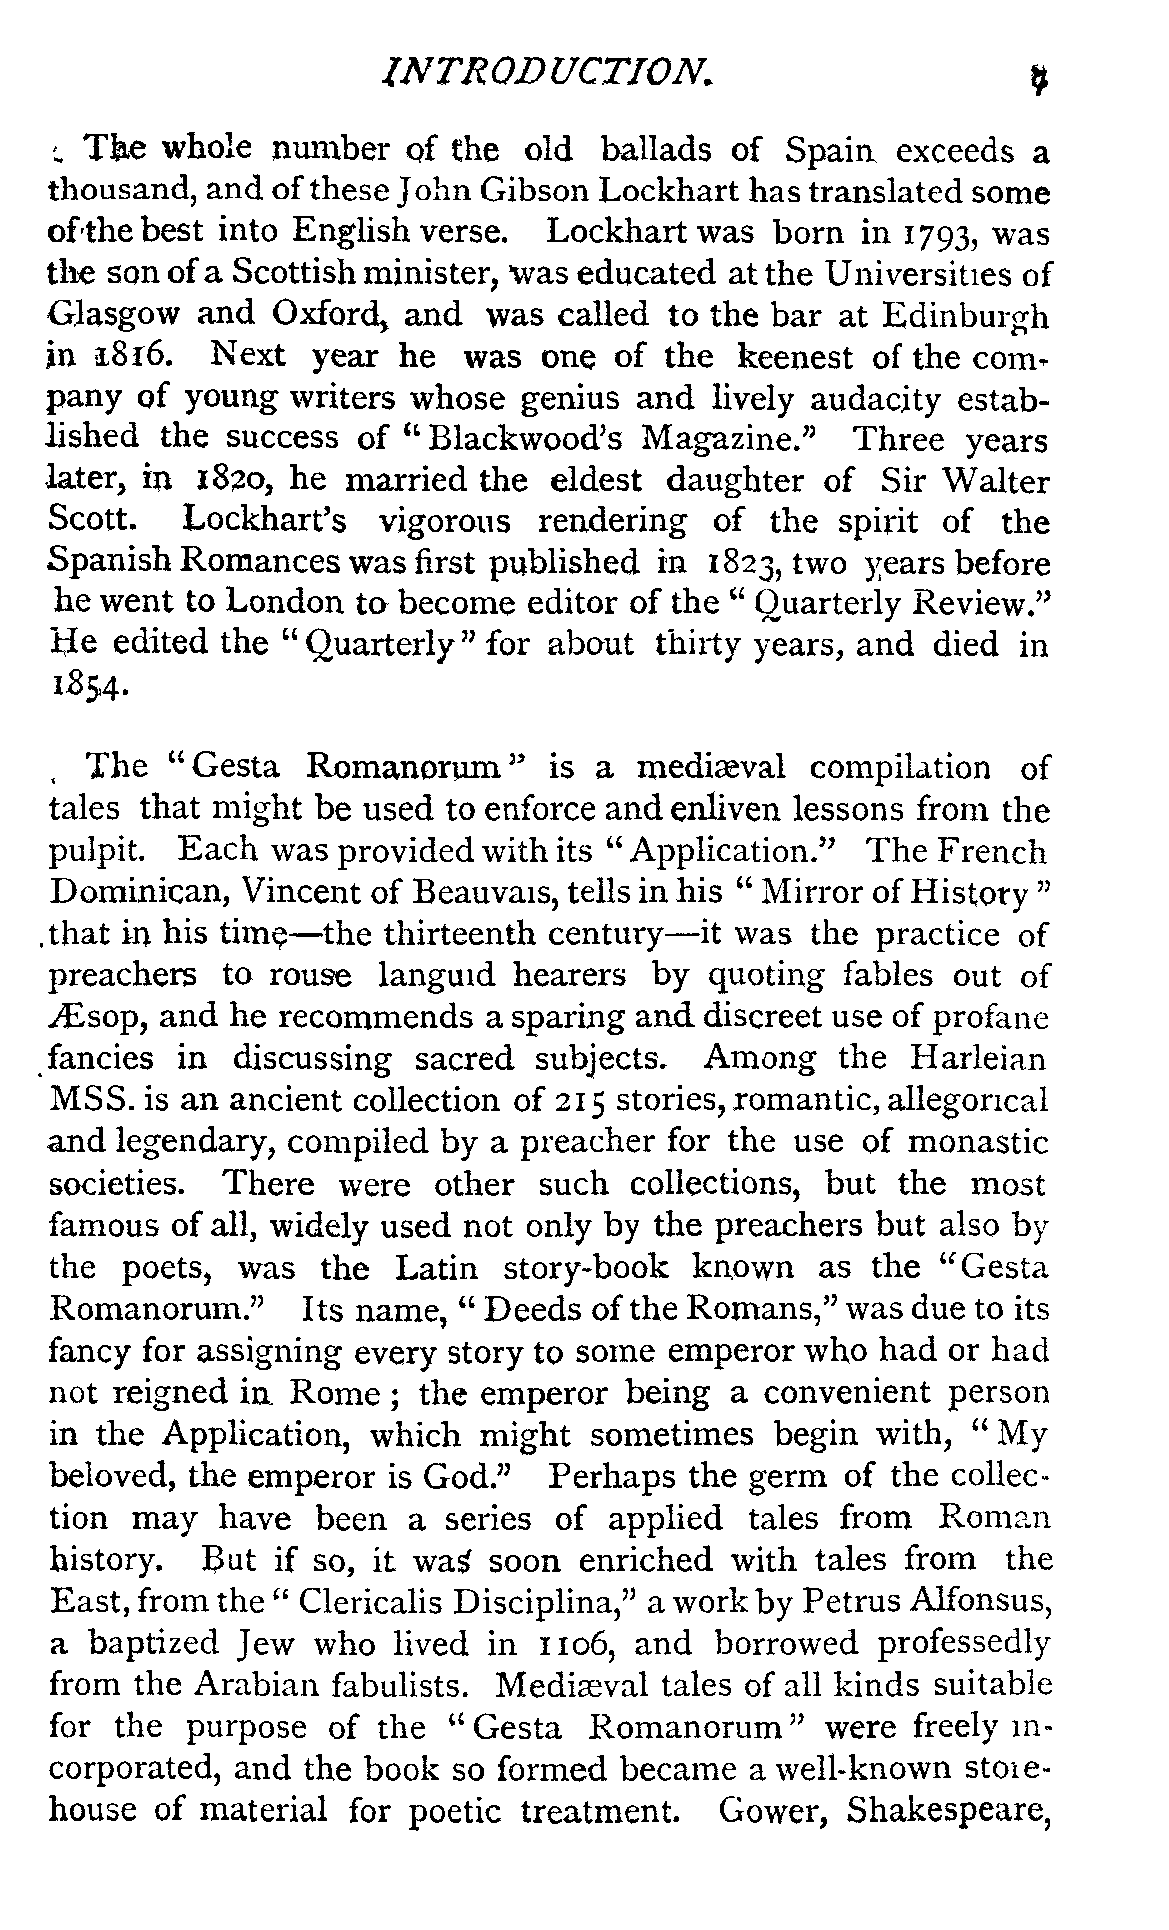 INTRODUCTION. 7
The whole number of the old ballads of Spain exceeds a
thousand, and of these John Gibson Lockhart has translated some
of the best into English verse. Lockhart was born in 1793, was
the son of a Scottish minister, was educated at the Universities of
Glasgow and Oxford, and was called to the bar at Edinburgh
in 1816. Next year he was one of the keenest of the com-
pany of young writers whose genius and lively audacity estab-
lished the success of "Blackwood's Magazine." Three years
later, in 1820, he married the eldest daughter of Sir Walter
Scott. Lockhart's vigorous rendering of the spirit of the
Spanish Romances was first published in 1823, two years before
he went to London to become editor of the "Quarterly Review."
He edited the "Quarterly" for about thirty years, and died in
1854.
The "Gesta Romanorum" is a mediæval compilation of
tales that might be used to enforce and enliven lessons from the
pulpit. Each was provided with its "Application." The French
Dominican, Vincent of Beauvais, tells in his "Mirror of History"
that in his time—the thirteenth century—it was the practice of
preachers to rouse languid hearers by quoting fables out of
Æsop, and he recommends a sparing and discreet use of profane
fancies in discussing sacred subjects. Among the Harleian
MSS. is an ancient collection of 215 stories, romantic, allegorical
and legendary, compiled by a preacher for the use of monastic
societies. There were other such collections, but the most
famous of all, widely used not only by the preachers but also by
the poets, was the Latin story-book known as the "Gesta
Romanorum." Its name, "Deeds of the Romans," was due to its
fancy for assigning every story to some emperor who had or had
not reigned in Rome; the emperor being a convenient person
in the Application, which might sometimes begin with, "My
beloved, the emperor is God." Perhaps the germ of the collec-
tion may have been a series of applied tales from Roman
history. But if so, it was soon enriched with tales from the
East, from the "Clericalis Disciplina," a work by Petrus Alfonsus,
a baptized Jew who lived in 1106, and borrowed professedly
from the Arabian fabulists. Mediæval tales of all kinds suitable
for the purpose of the "Gesta Romanorum" were freely in-
corporated, and the book so formed became a well-known store-
house of material for poetic treatment. Gower, Shakespeare,